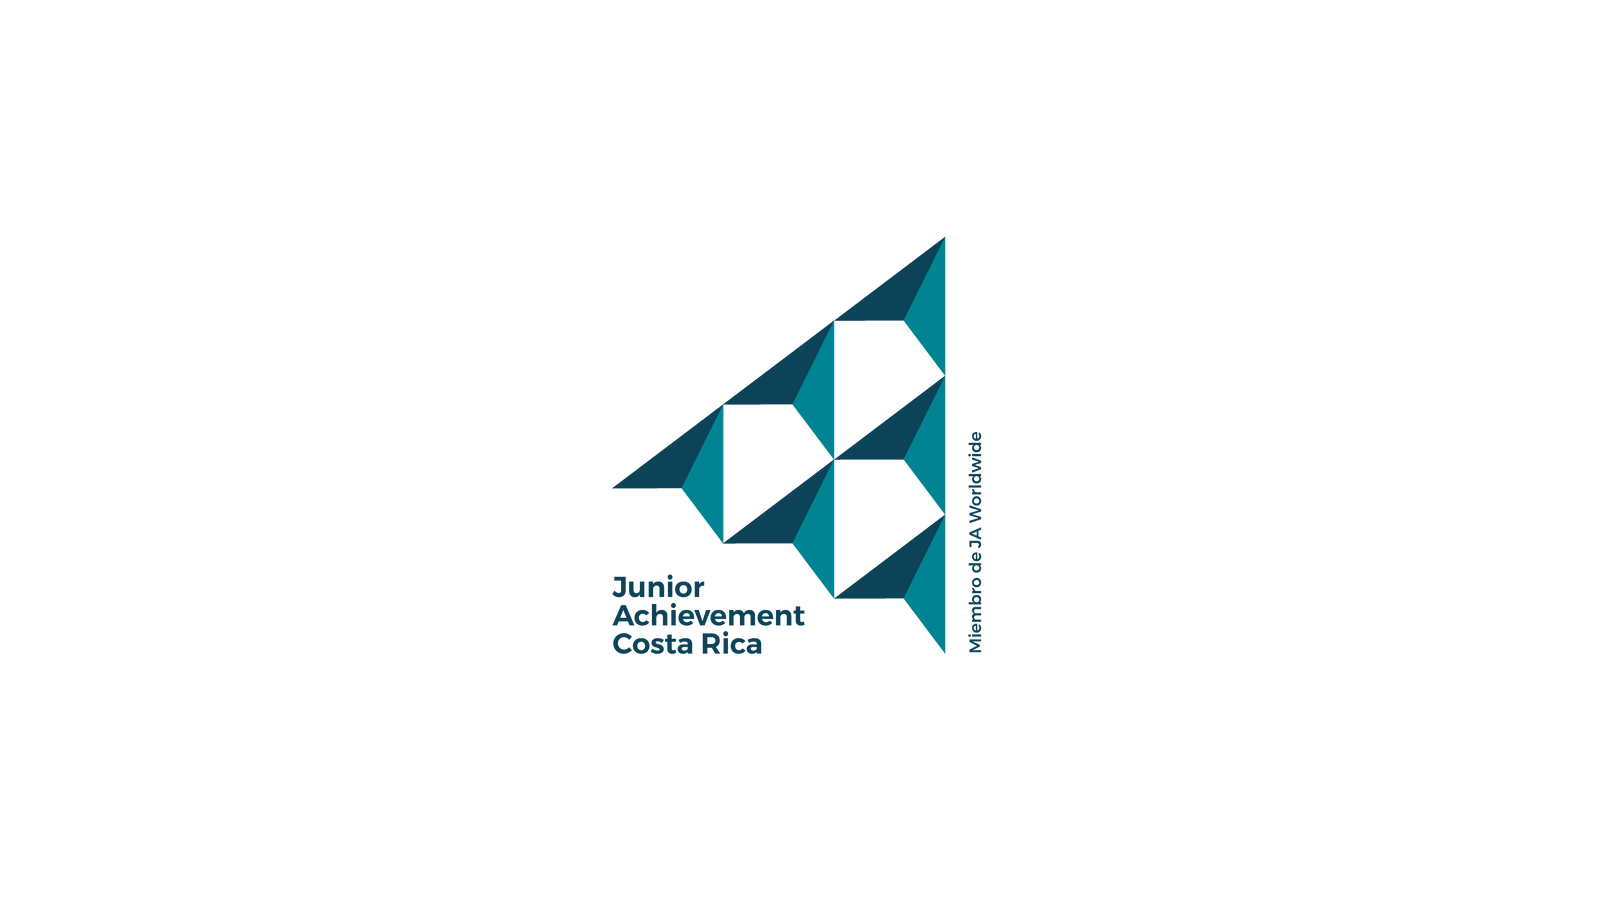 Junior
Achievement
Costa Rica
Miembro de JA Worldwide